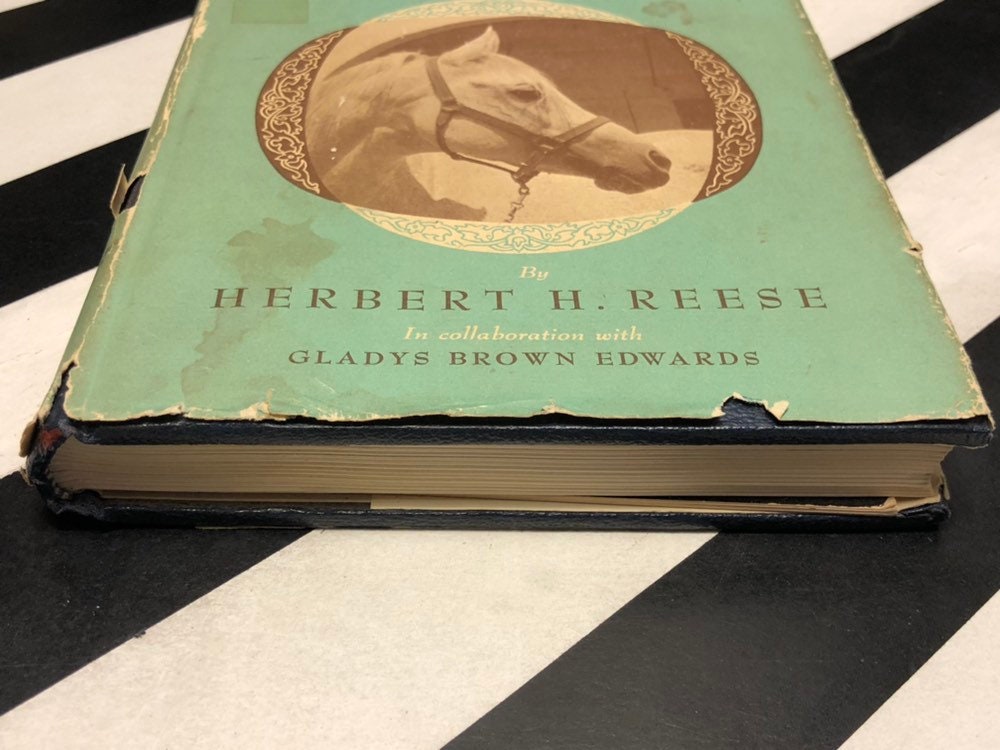 By
HERBERT H. REESE
In collaboration with
GLADYS BROWN EDWARDS